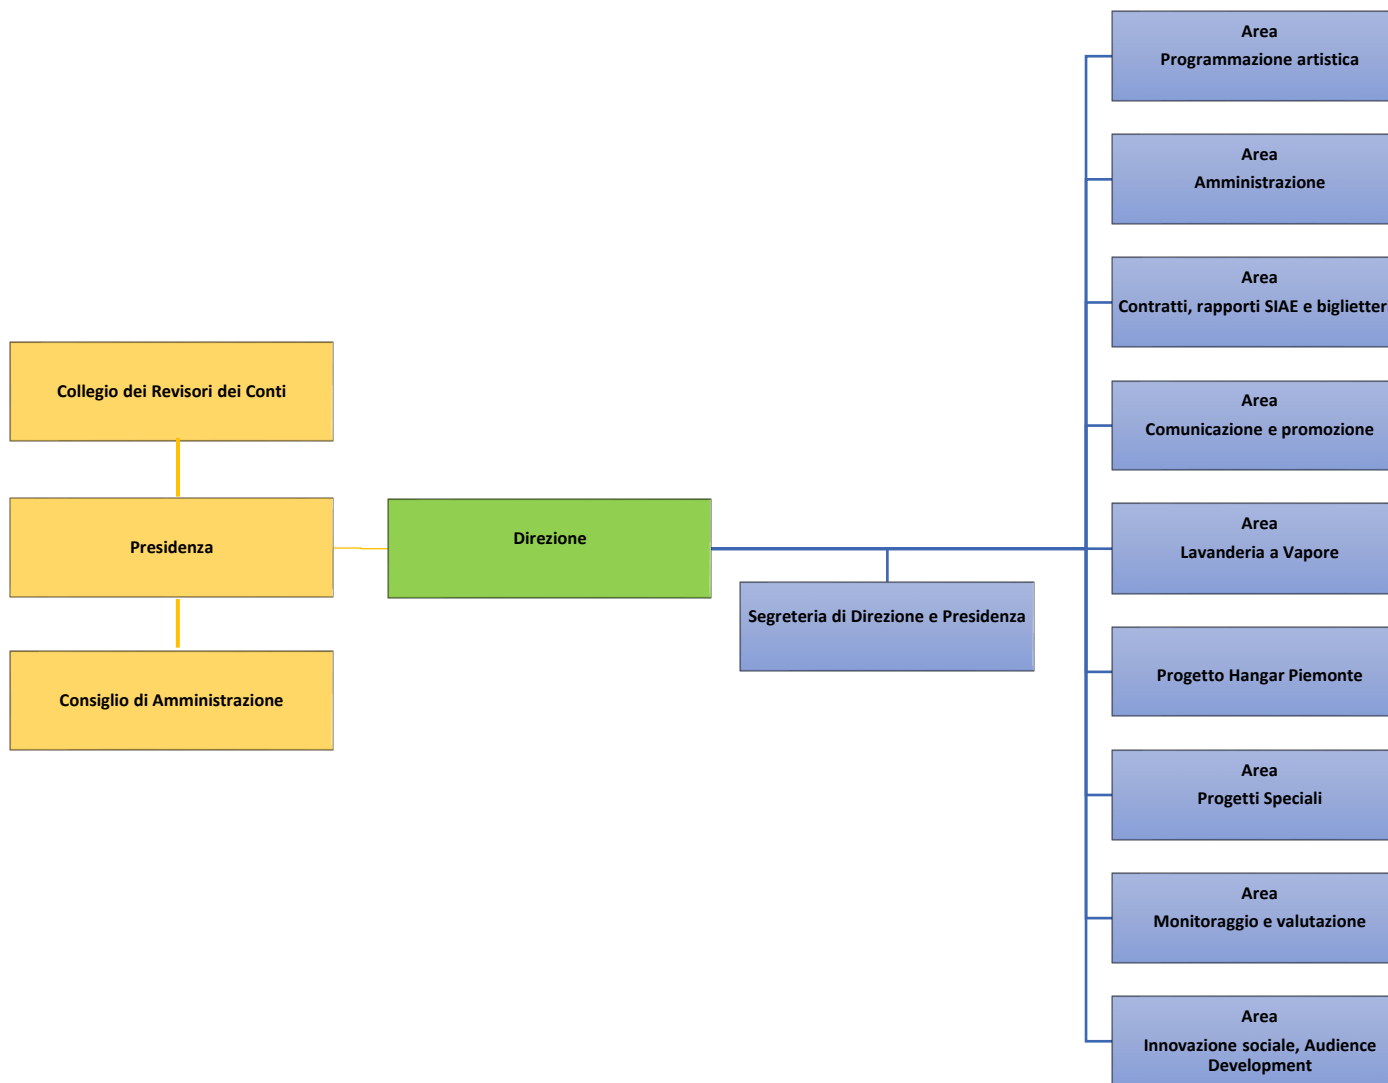 Collegio dei Revisori dei Conti
Presidenza
Consiglio di Amministrazione
Direzione
Segreteria di Direzione e Presidenza
Area
Programmazione artistica
Area
Amministrazione
Area
Contratti, rapporti SIAE e biglietter
Area
Comunicazione e promozione
Area
Lavanderia a Vapore
Progetto Hangar Piemonte
Area
Progetti Speciali
Area
Monitoraggio e valutazione
Area
Innovazione sociale, Audience
Development